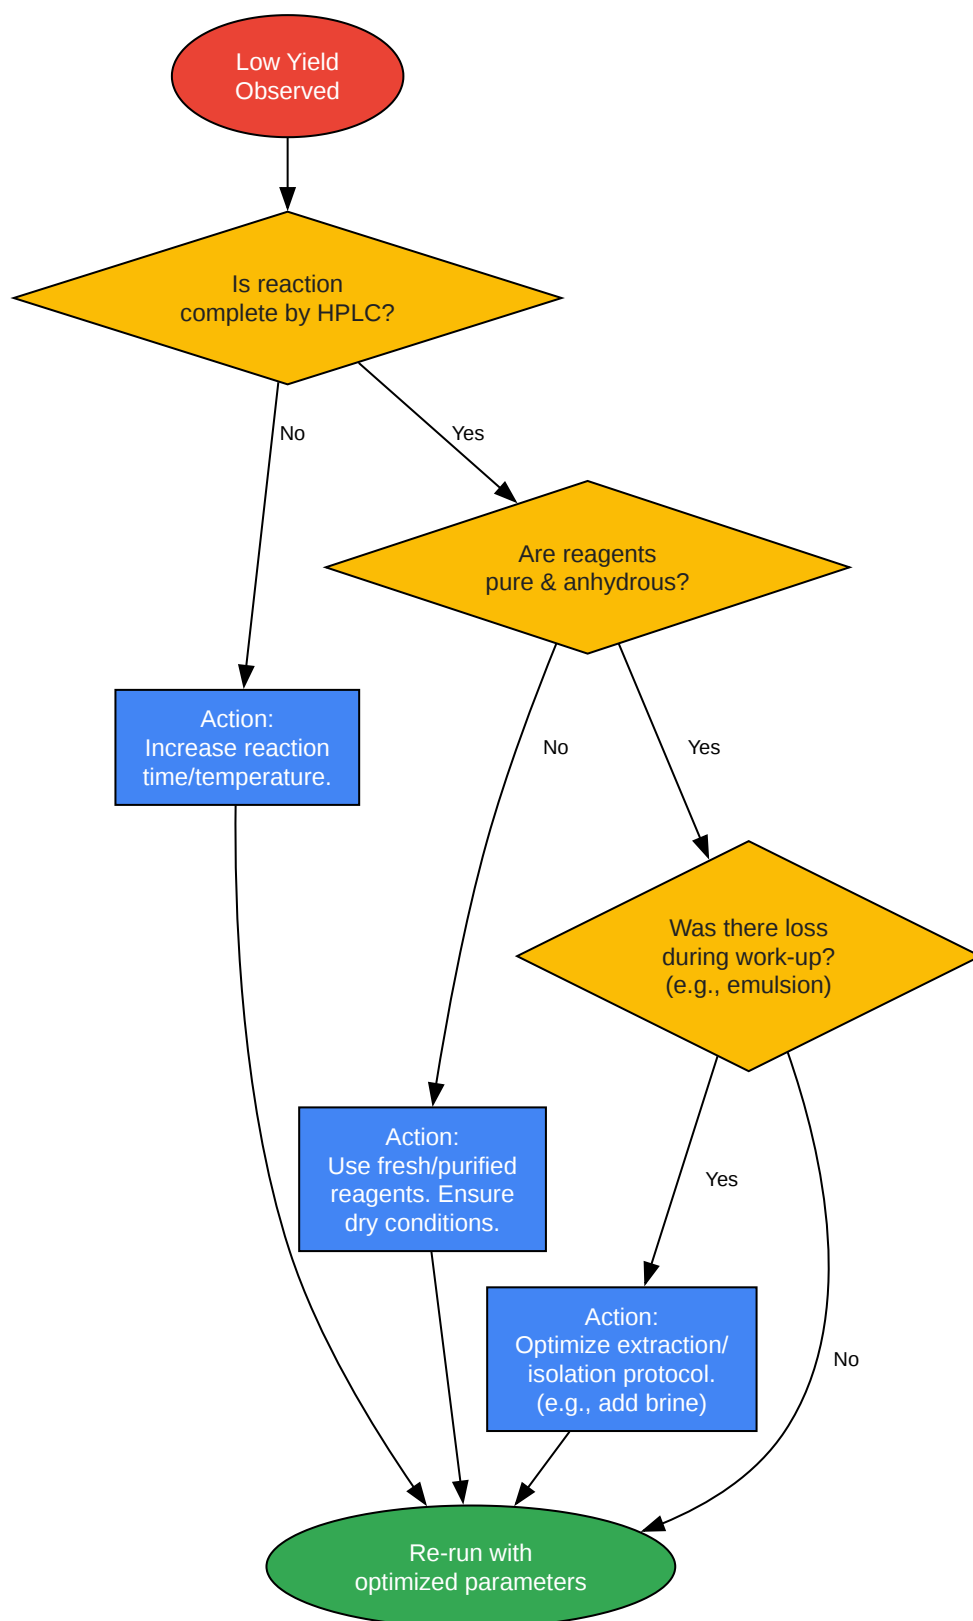 Low Yield
Observed
Is reaction
complete by HPLC?
No
Yes
Are reagents
pure & anhydrous?
Action:
Increase reaction
time/temperature.
No
Yes
Was there loss
during work-up?
(e.g., emulsion)
Action:
Use fresh/purified
reagents. Ensure
dry conditions.
Yes
Action:
Optimize extraction/
isolation protocol.
(e.g., add brine)
No
Re-run with
optimized parameters